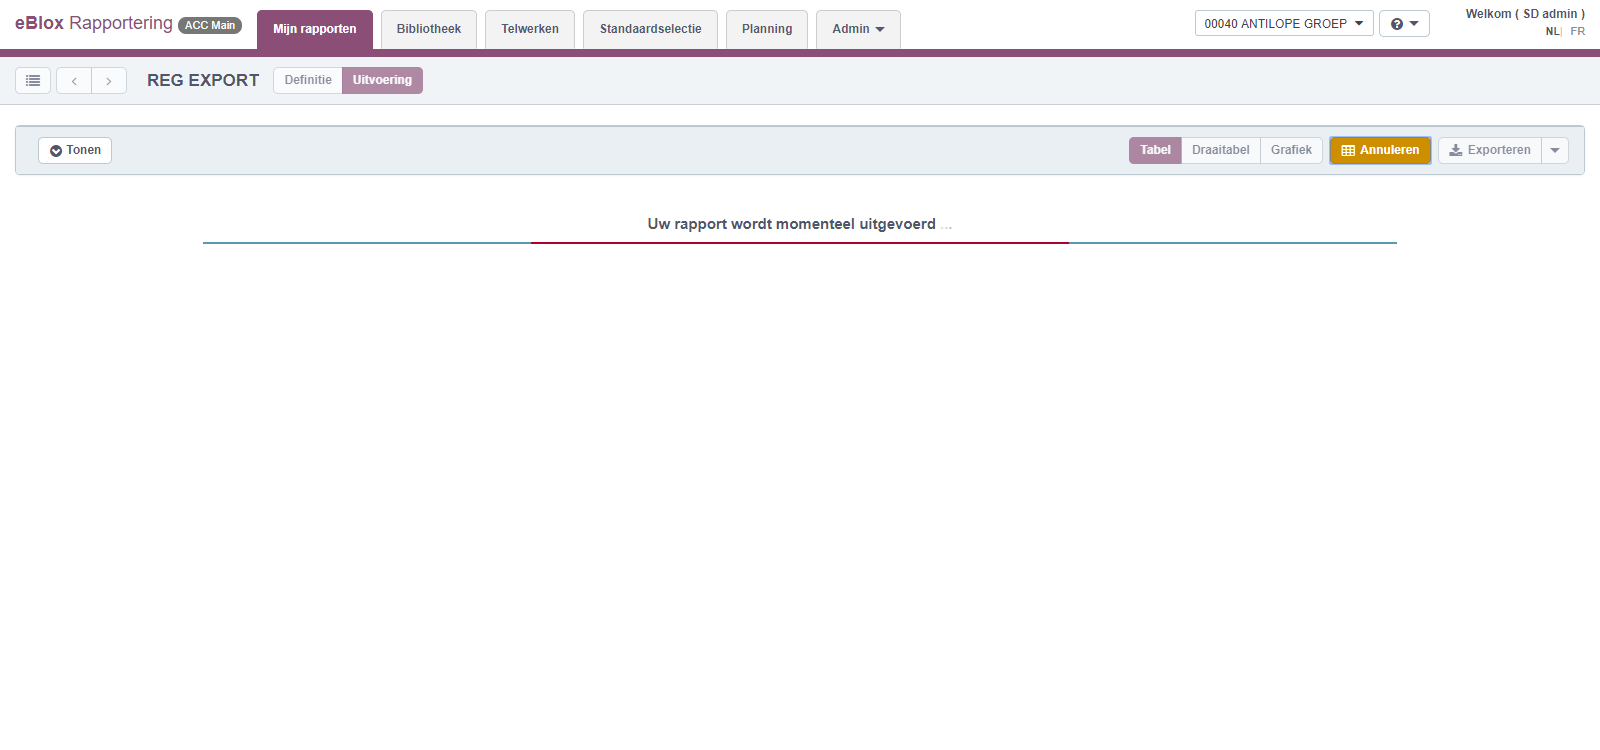 eBlox Rapportering ACC Main
Mijn rapporten
Bibliotheek
Telwerken
Standaardselectie
Planning
Admin
00040 ANTILOPE GROEP
Welkom ( SD admin )
NL| FR
REG EXPORT
Definitie
Uitvoering
Tonen
Tabel
Draaitabel
Grafiek
Annuleren
Exporteren
Uw rapport wordt momenteel uitgevoerd ...